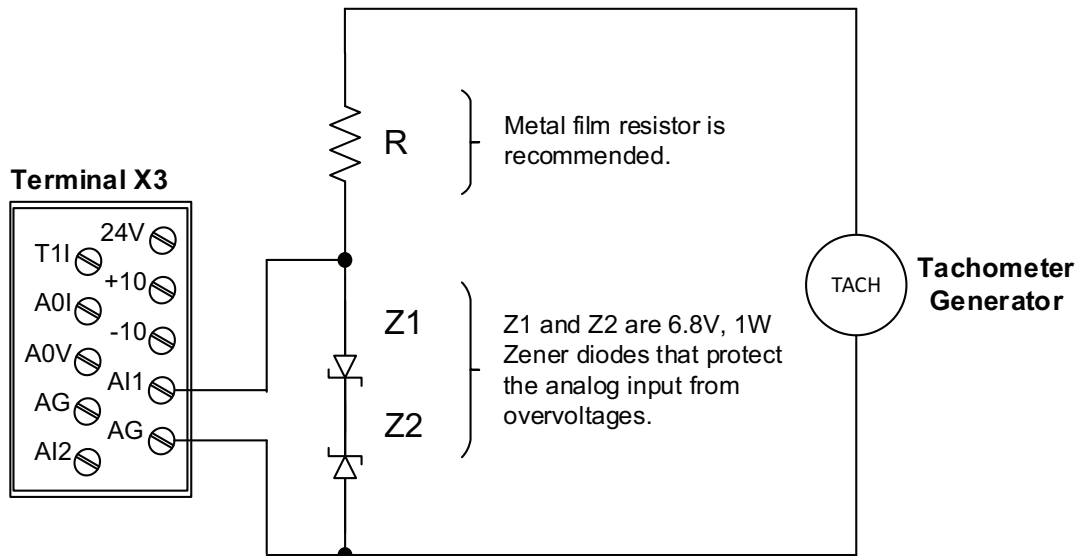 R
Metal film resistor is
recommended.
Terminal X3
24V
T1I
+10
A0I
-10
A0V
AI1
AG
AG
AI2
Z1
Z2
Z1 and Z2 are 6.8V, 1W
Zener diodes that protect
the analog input from
overvoltages.
TACH
Tachometer
Generator